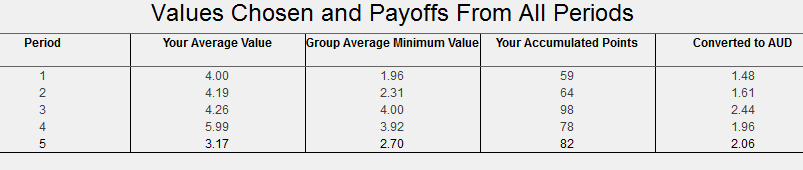 Values Chosen and Payoffs From All Periods
Period Your Average Value Group Average Minimum Value Your Accumulated Points Converted to AUD
1 4.00 1.96 59 1.48
2 4.19 2.31 64 1.61
3 4.26 4.00 98 2.44
4 5.99 3.92 78 1.96
5 3.17 2.70 82 2.06